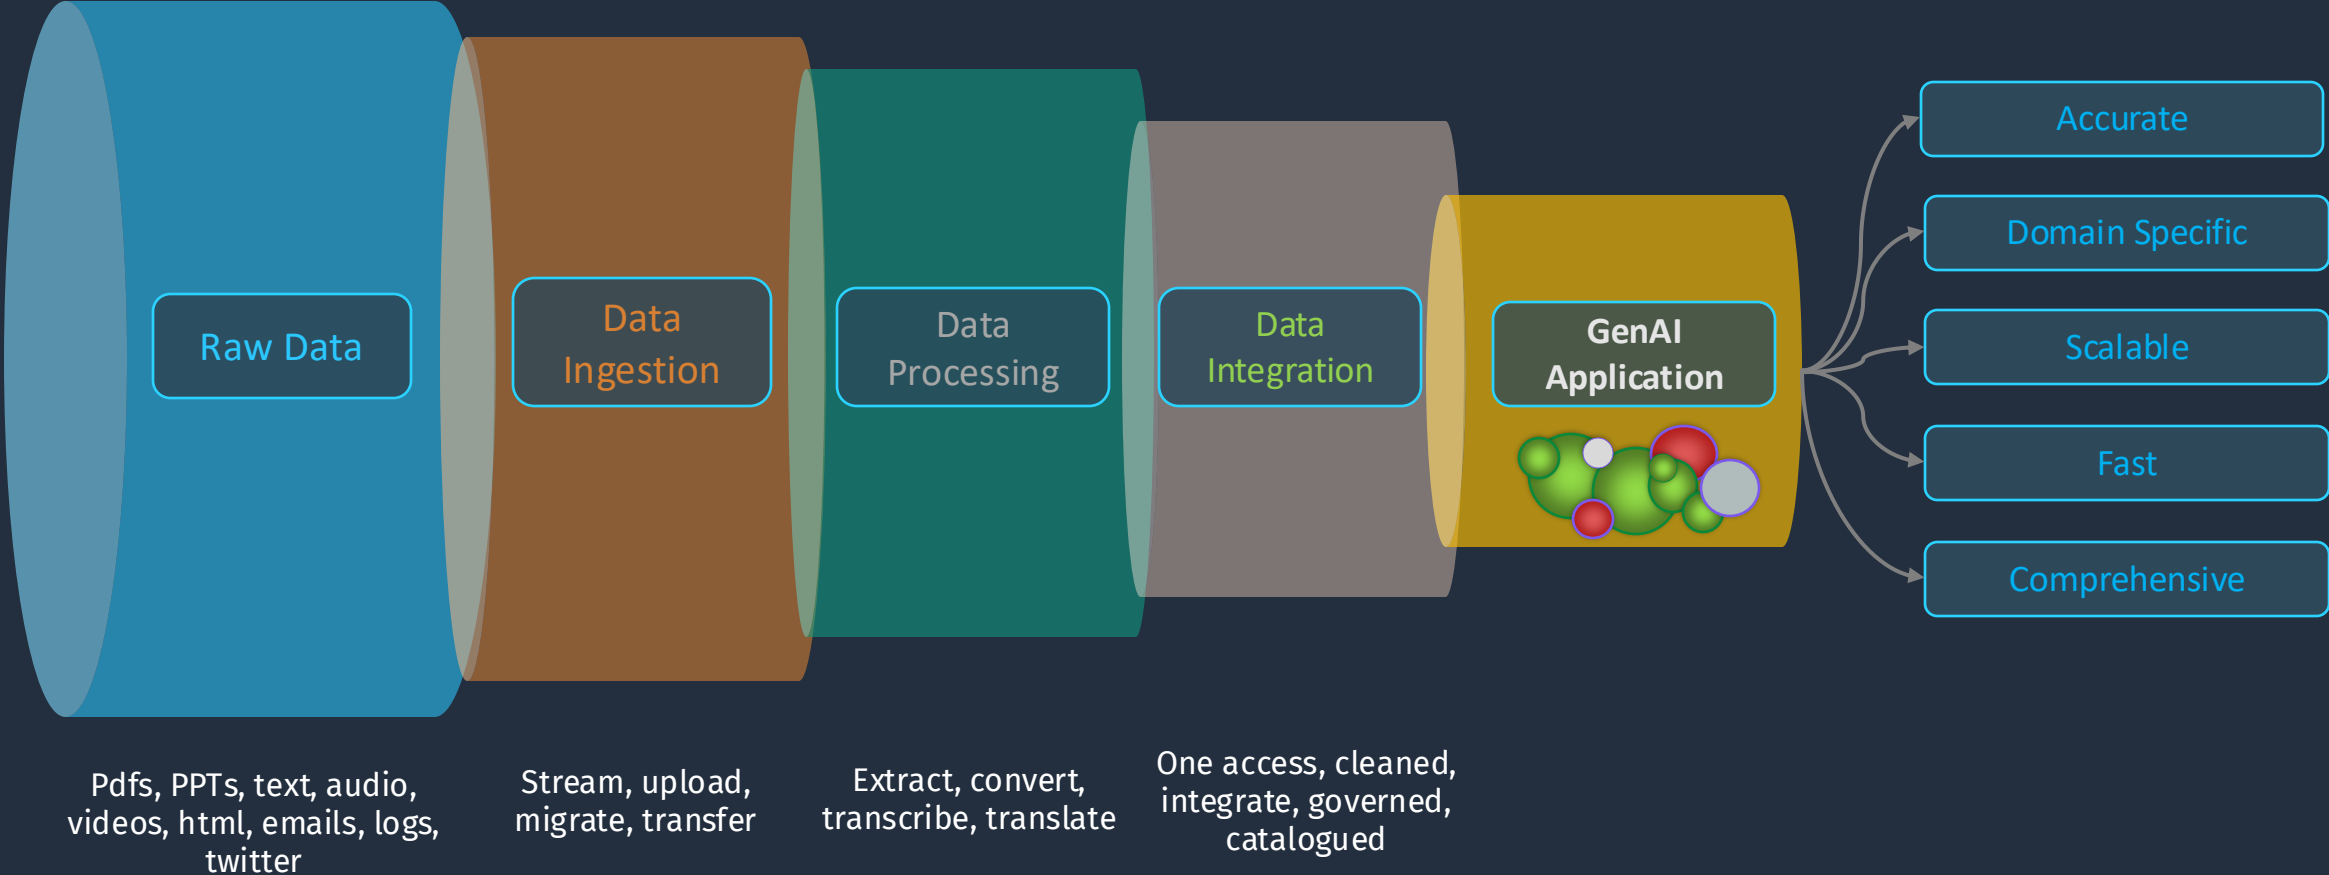 Raw Data
Data
Ingestion
Data
Processing
Data
Integration
GenAI
Application
Accurate
Domain Specific
Scalable
Fast
Comprehensive
Pdfs, PPTs, text, audio,
videos, html, emails, logs,
twitter
Stream, upload,
migrate, transfer
Extract, convert,
transcribe, translate
One access, cleaned,
integrate, governed,
catalogued